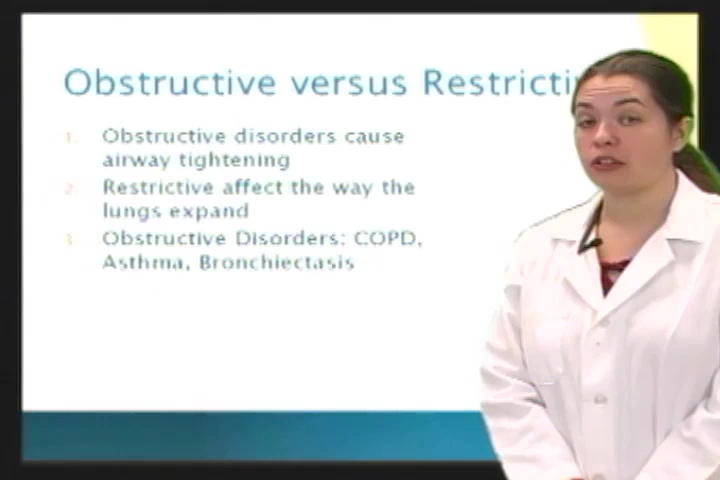 Obstructive versus Restricti
1. Obstructive disorders cause
airway tightening
2. Restrictive affect the way the
lungs expand
3. Obstructive Disorders: COPD,
Asthma, Bronchiectasis